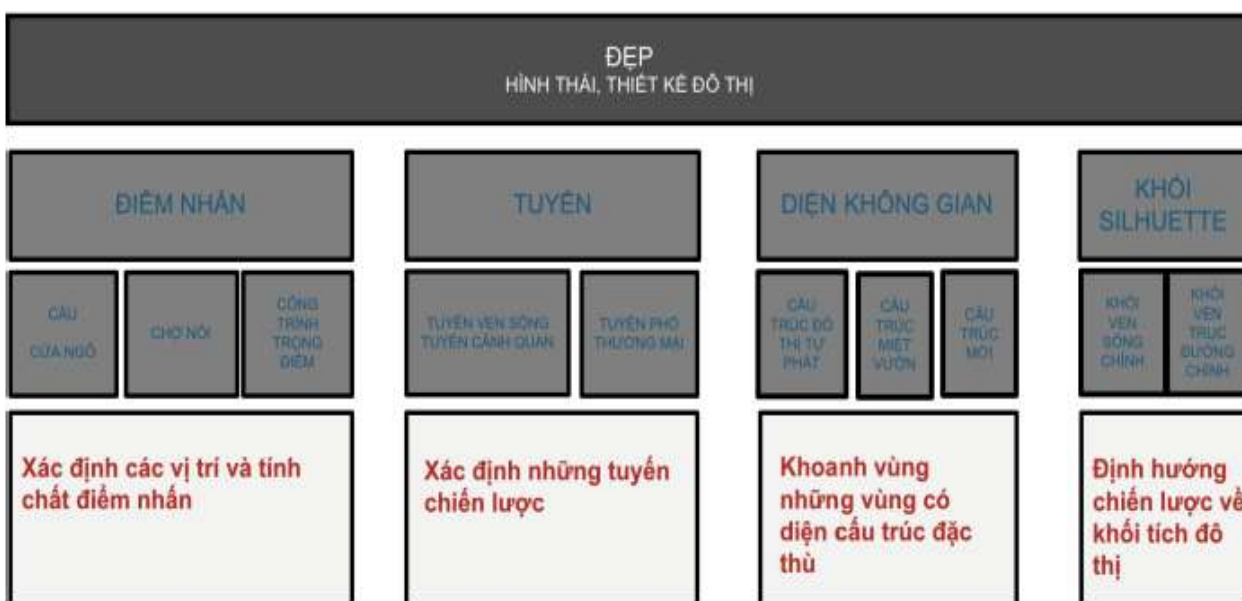 ĐẸP
HÌNH THÁI, THIẾT KẾ ĐÔ THỊ
ĐIỂM NHẤN
CẦU
CỬA NGÕ
CHỢ NỔI
CÔNG
TRÌNH
TRỌNG
ĐIỂM
Xác định các vị trí và tính
chất điểm nhấn
TUYẾN
TUYẾN VEN SÔNG
TUYẾN CẢNH QUAN
TUYẾN PHỐ
THƯƠNG MẠI
Xác định những tuyến
chiến lược
DIỆN KHÔNG GIAN
CẤU
TRÚC ĐÔ
THỊ TỰ
PHÁT
CẤU
TRÚC
MIỆT
VƯỜN
CẤU
TRÚC
MỚI
Khoanh vùng
những vùng có
diện cấu trúc đặc
thù
KHỐI
SILHUETTE
KHỐI
VEN
SÔNG
CHÍNH
KHỐI
VEN
TRỤC
ĐƯỜNG
CHÍNH
Định hướng
chiến lược về
khối tích đô
thị